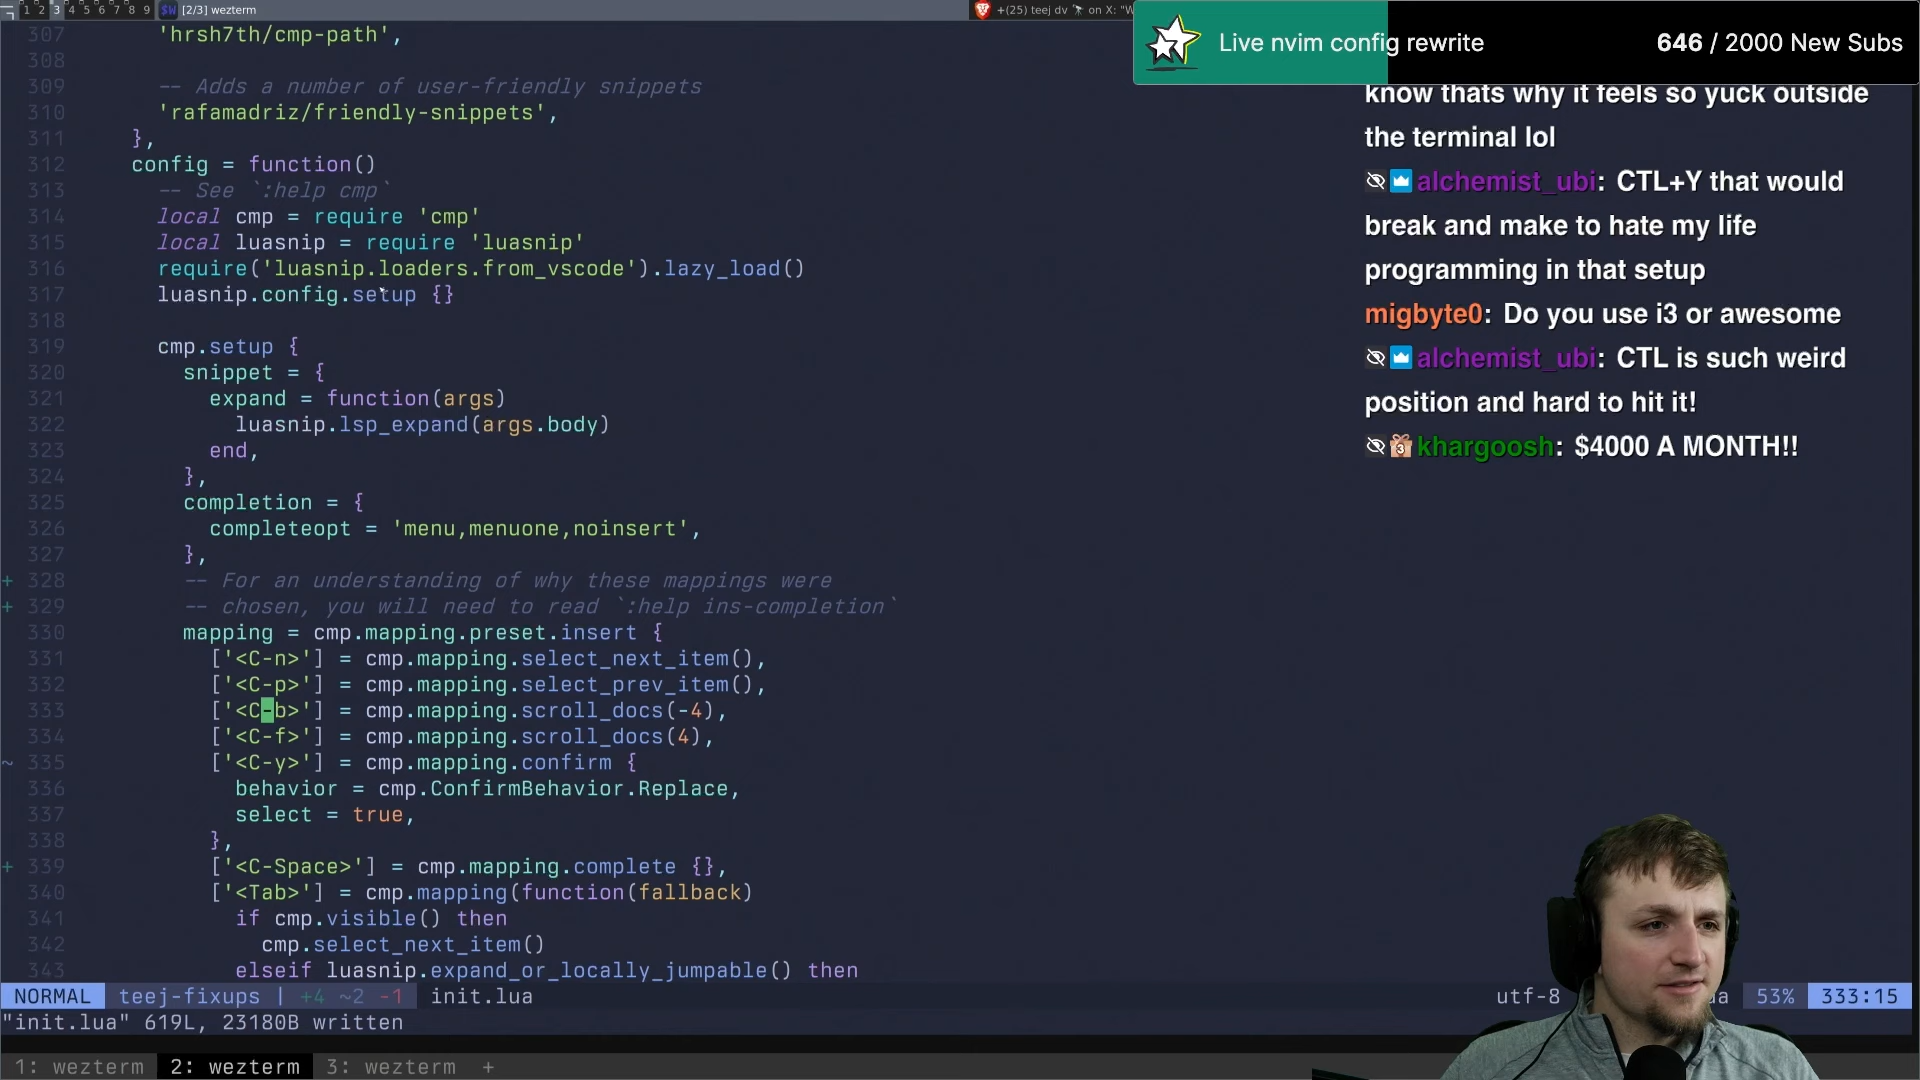 1 2 3 4 5 6 7 8 9 $W [2/3] wezterm
+(25) teej dv 🔭 on X: "W
Live nvim config rewrite
646 / 2000 New Subs
307 'hrsh7th/cmp-path',
308
309 -- Adds a number of user-friendly snippets
310 'rafamadriz/friendly-snippets',
311 },
312 config = function()
313 -- See `:help cmp`
314 local cmp = require 'cmp'
315 local luasnip = require 'luasnip'
316 require('luasnip.loaders.from_vscode').lazy_load()
317 luasnip.config.setup {}
318
319 cmp.setup {
320 snippet = {
321 expand = function(args)
322 luasnip.lsp_expand(args.body)
323 end,
324 },
325 completion = {
326 completeopt = 'menu,menuone,noinsert',
327 },
+ 328 -- For an understanding of why these mappings were
+ 329 -- chosen, you will need to read `:help ins-completion`
330 mapping = cmp.mapping.preset.insert {
331 ['<C-n>'] = cmp.mapping.select_next_item(),
332 ['<C-p>'] = cmp.mapping.select_prev_item(),
333 ['<C-b>'] = cmp.mapping.scroll_docs(-4),
334 ['<C-f>'] = cmp.mapping.scroll_docs(4),
~ 335 ['<C-y>'] = cmp.mapping.confirm {
336 behavior = cmp.ConfirmBehavior.Replace,
337 select = true,
338 },
+ 339 ['<C-Space>'] = cmp.mapping.complete {},
340 ['<Tab>'] = cmp.mapping(function(fallback)
341 if cmp.visible() then
342 cmp.select_next_item()
343 elseif luasnip.expand_or_locally_jumpable() then
know thats why it feels so yuck outside
the terminal lol
alchemist_ubi: CTL+Y that would
break and make to hate my life
programming in that setup
migbyte0: Do you use i3 or awesome
alchemist_ubi: CTL is such weird
position and hard to hit it!
khargoosh: $4000 A MONTH!!
NORMAL teej-fixups | +4 ~2 -1 init.lua utf-8 53% 333:15
"init.lua" 619L, 23180B written
1: wezterm 2: wezterm 3: wezterm +